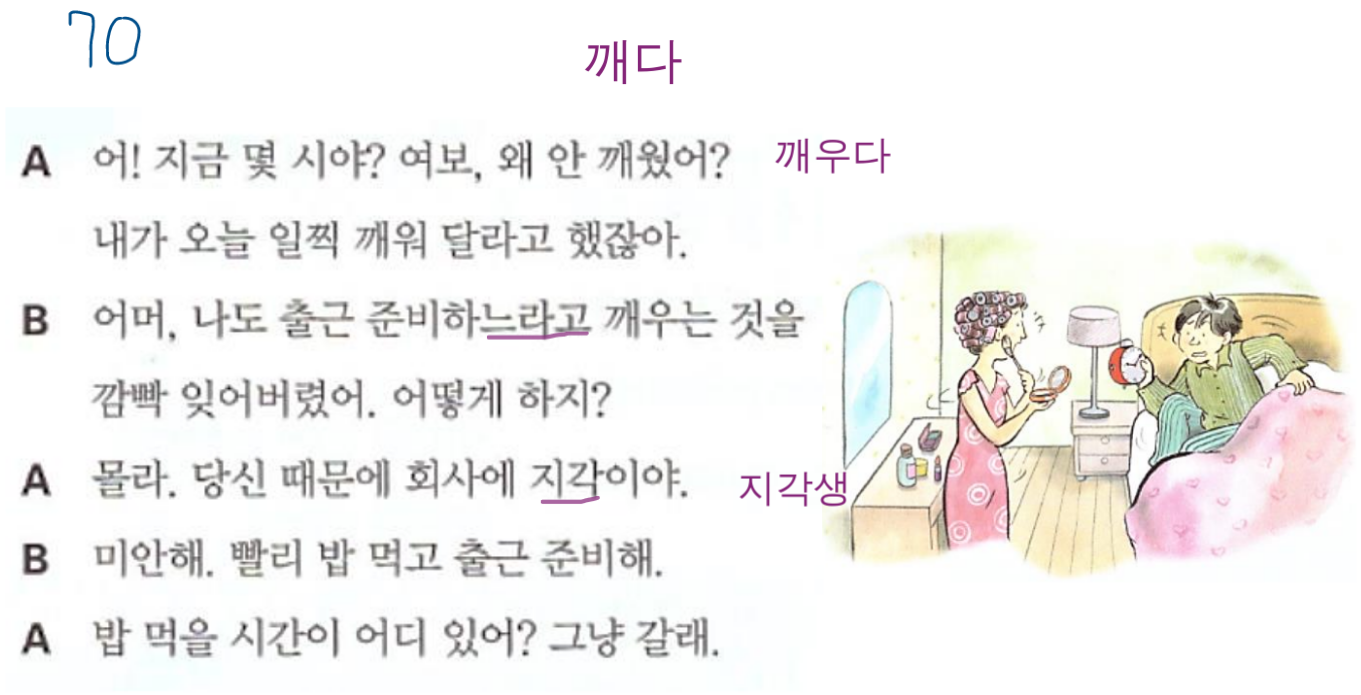 70
깨다
A 어! 지금 몇 시야? 여보, 왜 안 깨웠어? 깨우다
내가 오늘 일찍 깨워 달라고 했잖아.
B 어머, 나도 출근 준비하느라고 깨우는 것을
깜빡 잊어버렸어. 어떻게 하지?
A 몰라. 당신 때문에 회사에 지각이야. 지각생
B 미안해. 빨리 밥 먹고 출근 준비해.
A 밥 먹을 시간이 어디 있어? 그냥 갈래.